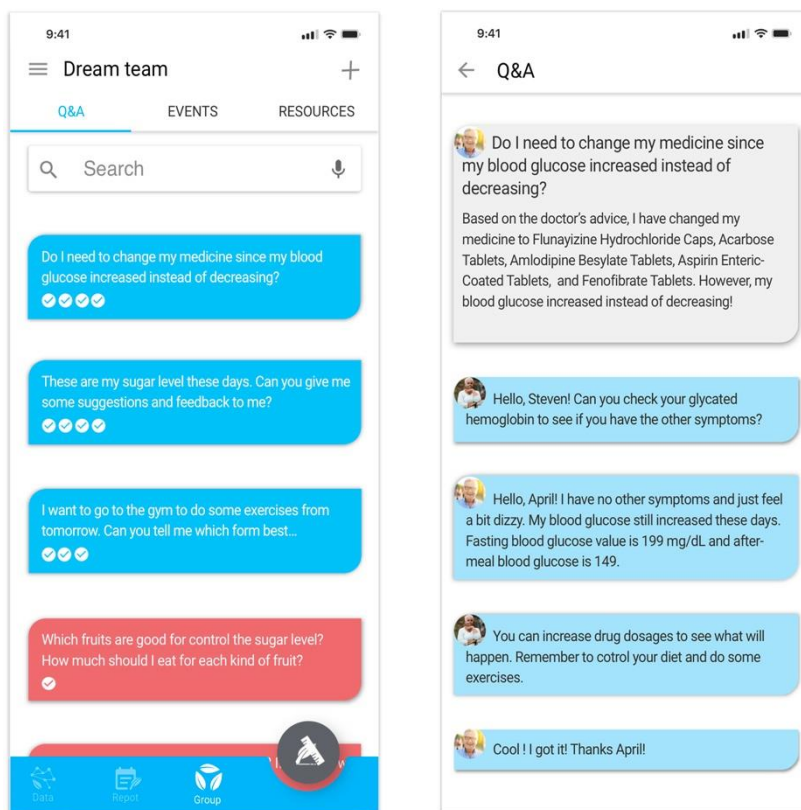 9:41
Dream team
Q&A
EVENTS
RESOURCES
Search
Do I need to change my medicine since my blood
glucose increased instead of decreasing?
These are my sugar level these days. Can you give me
some suggestions and feedback to me?
I want to go to the gym to do some exercises from
tomorrow. Can you tell me which form best...
Which fruits are good for control the sugar level?
How much should I eat for each kind of fruit?
Data
Repot
Group
9:41
Q&A
Do I need to change my medicine since
my blood glucose increased instead of
decreasing?
Based on the doctor's advice, I have changed my
medicine to Flunayizine Hydrochloride Caps, Acarbose
Tablets, Amlodipine Besylate Tablets, Aspirin Enteric-
Coated Tablets, and Fenofibrate Tablets. However, my
blood glucose increased instead of decreasing!
Hello, Steven! Can you check your glycated
hemoglobin to see if you have the other symptoms?
Hello, April! I have no other symptoms and just feel
a bit dizzy. My blood glucose still increased these days.
Fasting blood glucose value is 199 mg/dL and after-
meal blood glucose is 149.
You can increase drug dosages to see what will
happen. Remember to cotrol your diet and do some
exercises.
Cool ! I got it! Thanks April!